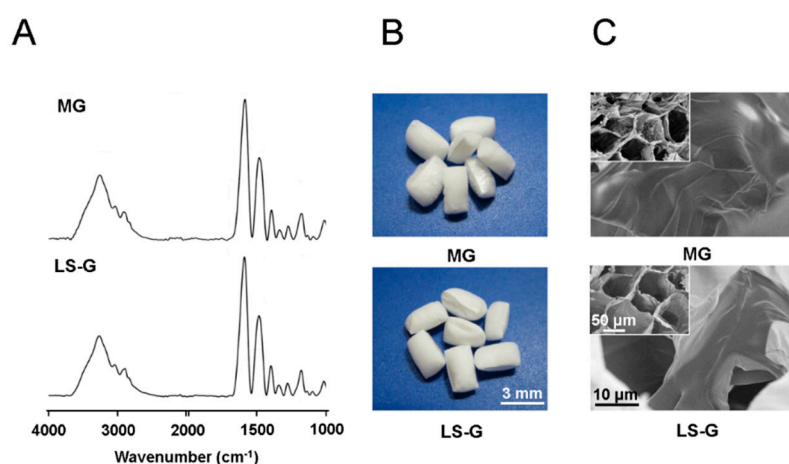 A
B
C
MG
LS-G
4000 3000 2000 1500 1000
Wavenumber (cm⁻¹)
MG
3 mm
LS-G
MG
50 µm
10 µm
LS-G